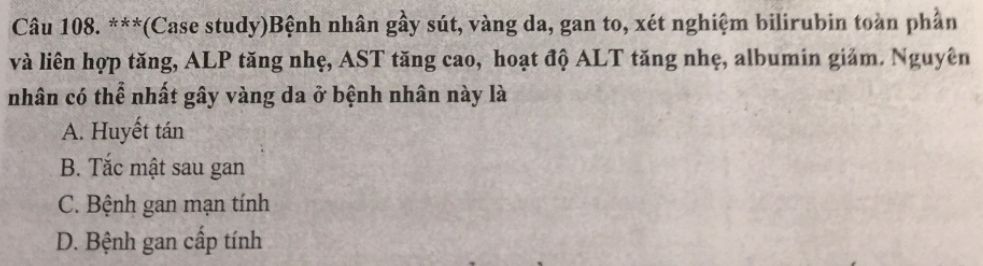 Câu 108. ***(Case study)Bệnh nhân gầy sút, vàng da, gan to, xét nghiệm bilirubin toàn phần
và liên hợp tăng, ALP tăng nhẹ, AST tăng cao, hoạt độ ALT tăng nhẹ, albumin giảm. Nguyên
nhân có thể nhất gây vàng da ở bệnh nhân này là
A. Huyết tán
B. Tắc mật sau gan
C. Bệnh gan mạn tính
D. Bệnh gan cấp tính